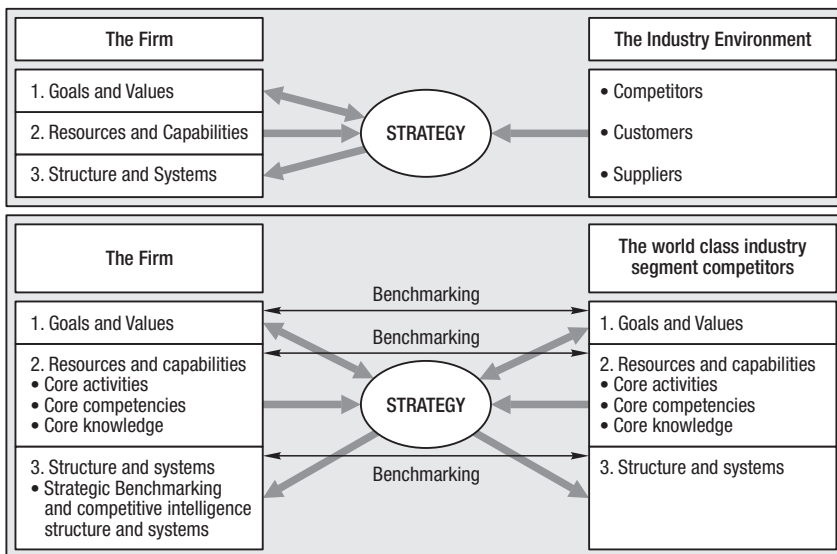 The Firm
1. Goals and Values
2. Resources and Capabilities
3. Structure and Systems
STRATEGY
The Industry Environment
• Competitors
• Customers
• Suppliers
The Firm
1. Goals and Values
2. Resources and capabilities
• Core activities
• Core competencies
• Core knowledge
3. Structure and systems
• Strategic Benchmarking
and competitive intelligence
structure and systems
Benchmarking
Benchmarking
STRATEGY
Benchmarking
The world class industry
segment competitors
1. Goals and Values
2. Resources and capabilities
• Core activities
• Core competencies
• Core knowledge
3. Structure and systems